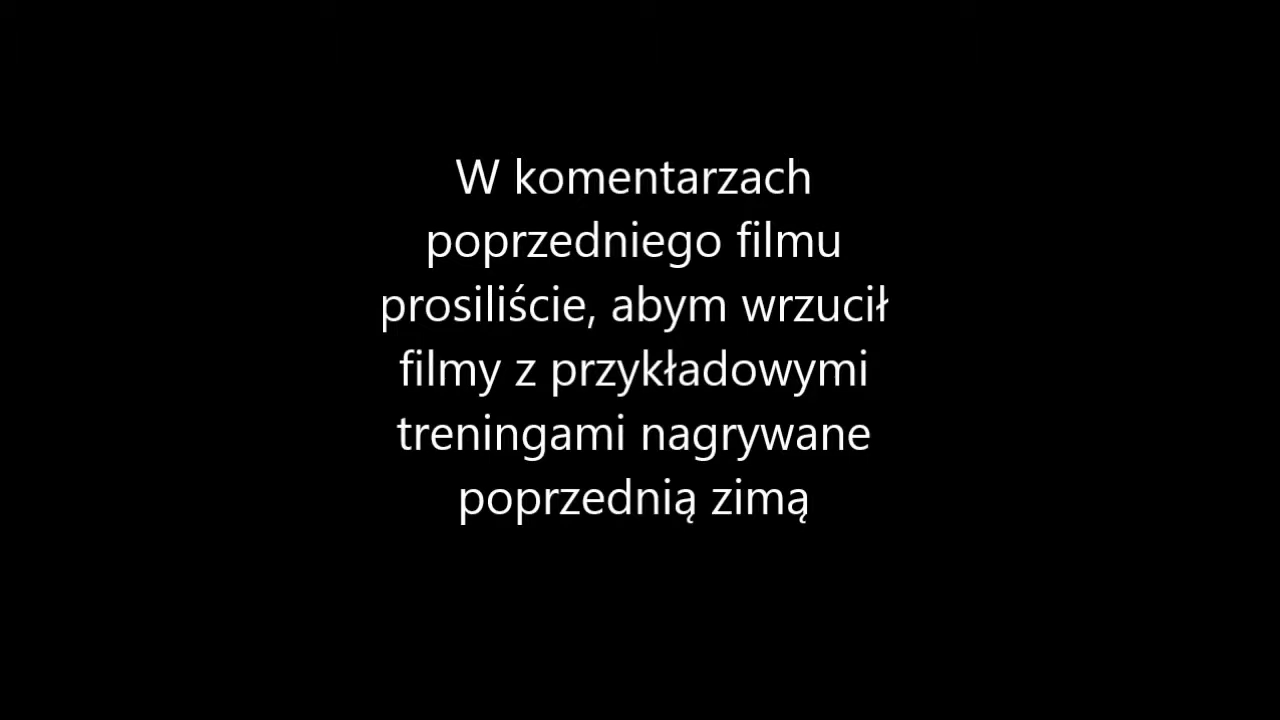 W komentarzach
poprzedniego filmu
prosiliście, abym wrzucił
filmy z przykładowymi
treningami nagrywane
poprzednią zimą